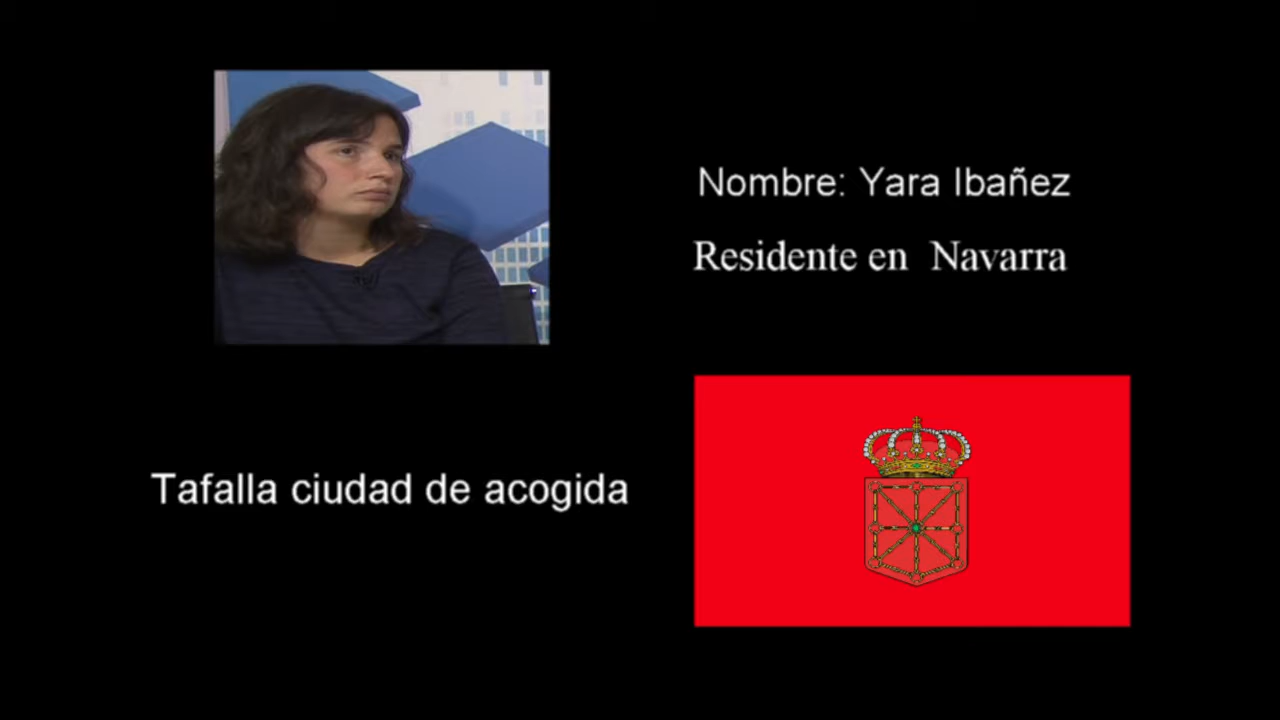 Nombre: Yara Ibañez
Residente en  Navarra
Tafalla ciudad de acogida